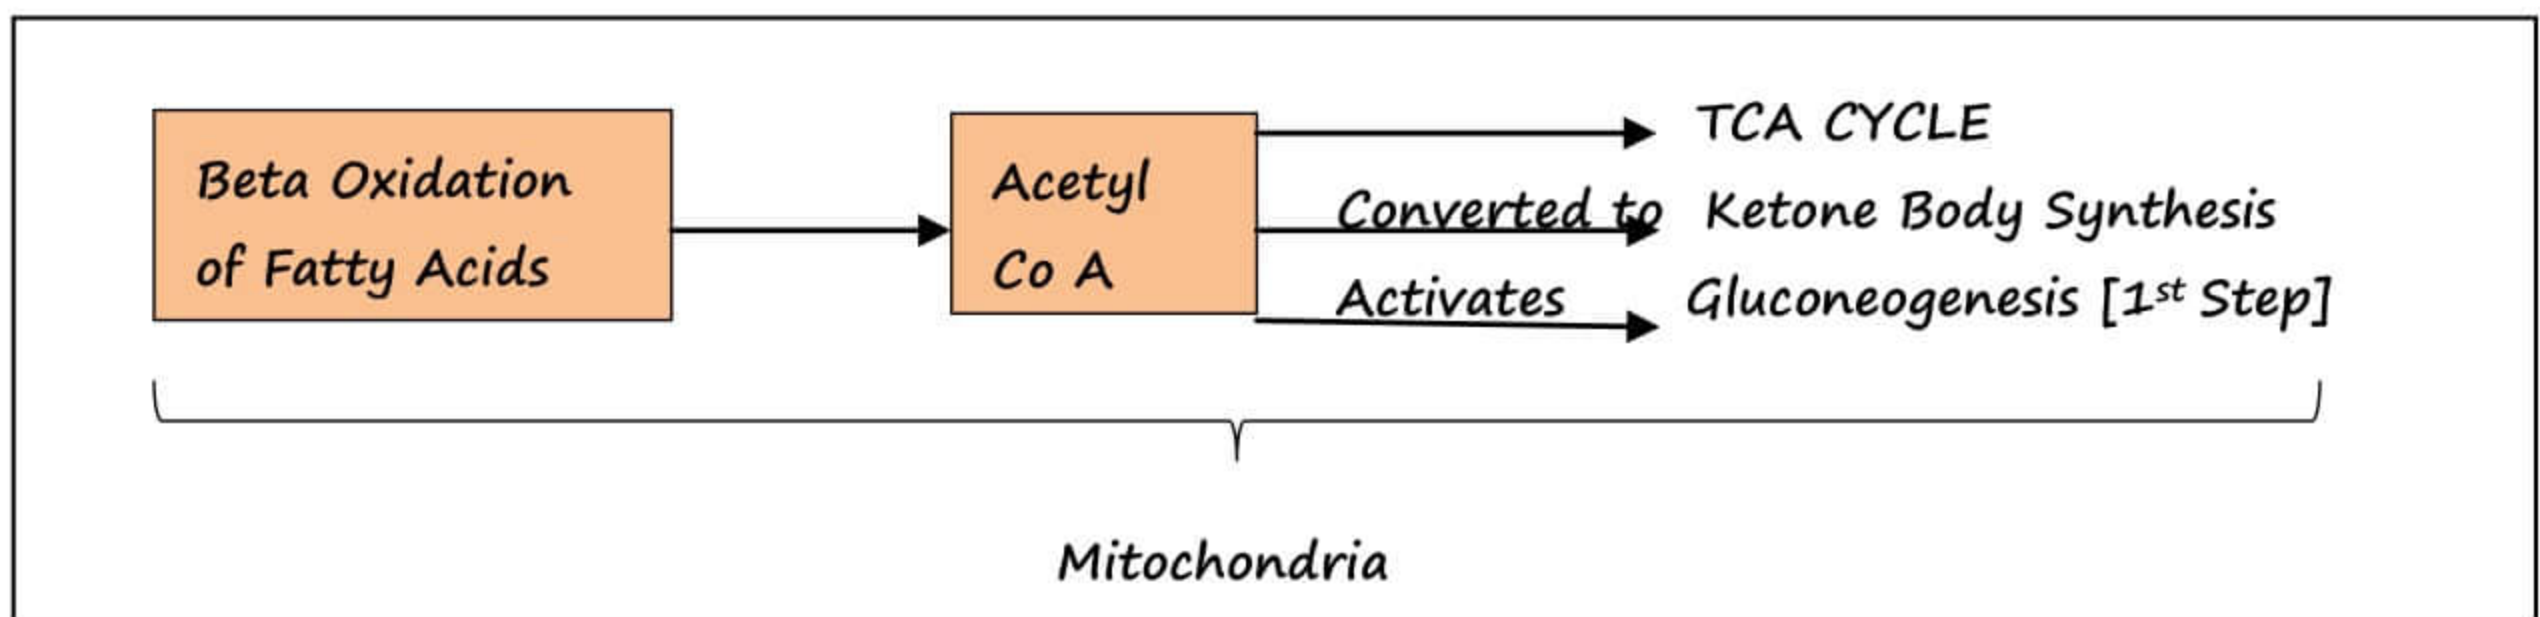 Beta Oxidation
of Fatty Acids
Acetyl
Co A
TCA CYCLE
Converted to Ketone Body Synthesis
Activates Gluconeogenesis [1st Step]
Mitochondria